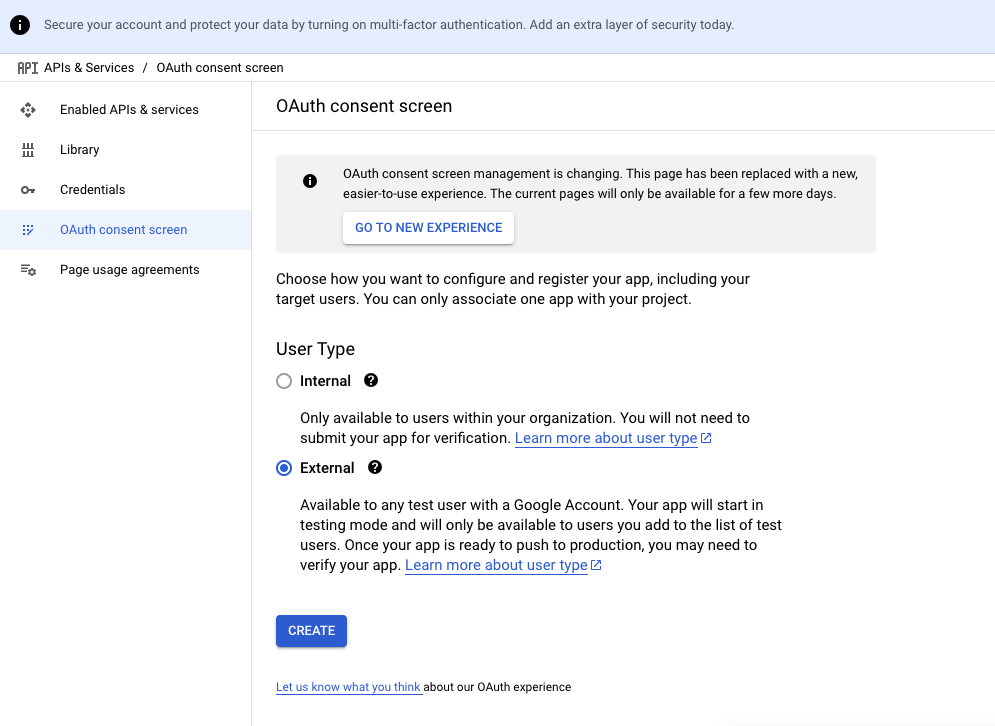 Secure your account and protect your data by turning on multi-factor authentication. Add an extra layer of security today.
API APIs & Services / OAuth consent screen
Enabled APIs & services
Library
Credentials
OAuth consent screen
Page usage agreements
OAuth consent screen
OAuth consent screen management is changing. This page has been replaced with a new,
easier-to-use experience. The current pages will only be available for a few more days.
GO TO NEW EXPERIENCE
Choose how you want to configure and register your app, including your
target users. You can only associate one app with your project.
User Type
Internal
Only available to users within your organization. You will not need to
submit your app for verification. Learn more about user type
External
Available to any test user with a Google Account. Your app will start in
testing mode and will only be available to users you add to the list of test
users. Once your app is ready to push to production, you may need to
verify your app. Learn more about user type
CREATE
Let us know what you think about our OAuth experience